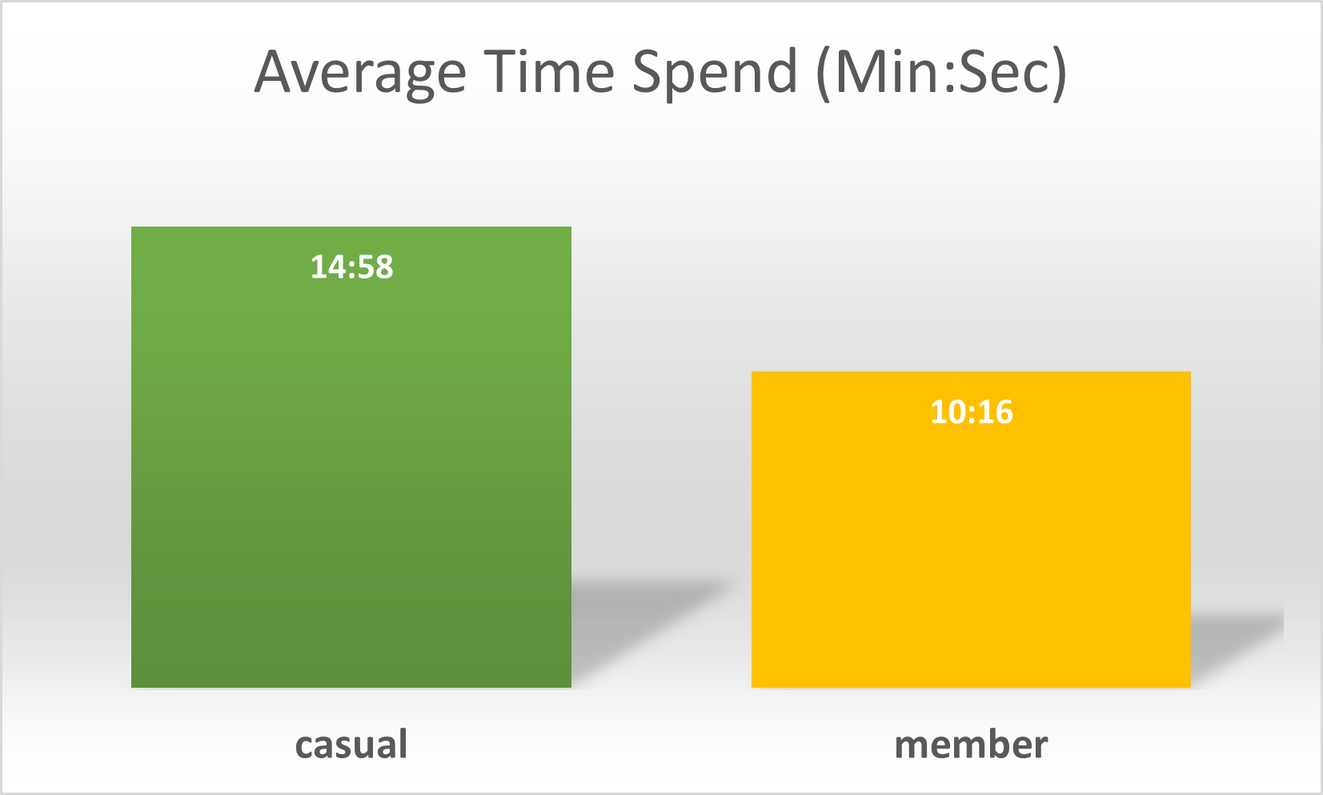 Average Time Spend (Min:Sec)
14:58
10:16
casual
member